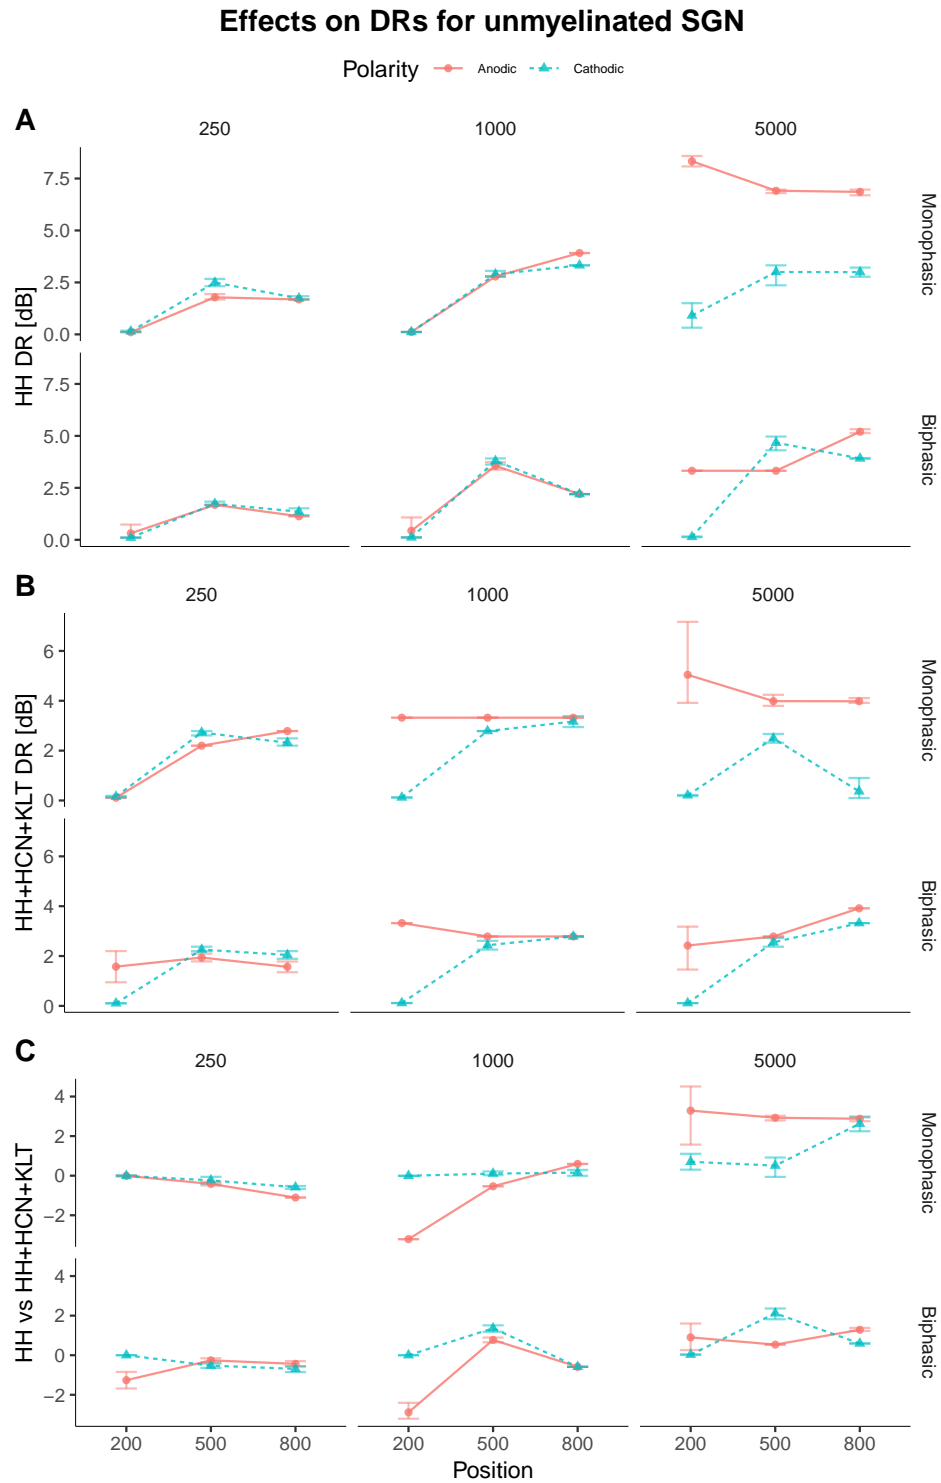 Effects on DRs for unmyelinated SGN
Polarity Anodic Cathodic
A
250 1000 5000
HH DR [dB]
7.5
5.0
2.5
0.0
Monophasic
7.5
5.0
2.5
0.0
Biphasic
B
250 1000 5000
HH+HCN+KLT DR [dB]
6
4
2
0
Monophasic
6
4
2
0
Biphasic
C
250 1000 5000
HH vs HH+HCN+KLT
4
2
0
−2
Monophasic
4
2
0
−2
Biphasic
200 500 800 200 500 800 200 500 800
Position